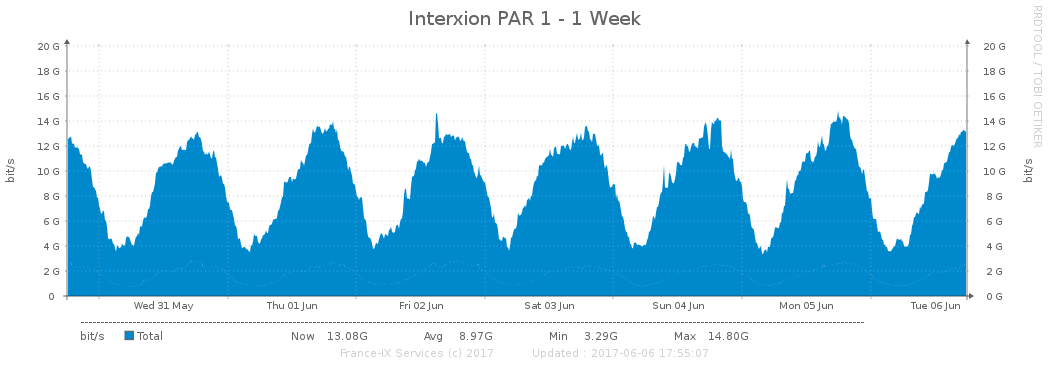 Interxion PAR 1 - 1 Week
RRDTOOL / TOBI OETIKER
20 G 20 G
18 G 18 G
16 G 16 G
14 G 14 G
12 G 12 G
10 G 10 G
8 G 8 G
6 G 6 G
4 G 4 G
2 G 2 G
0 0 G
bit/s
bit/s
Wed 31 May Thu 01 Jun Fri 02 Jun Sat 03 Jun Sun 04 Jun Mon 05 Jun Tue 06 Jun
bit/s Total Now 13.08G Avg 8.97G Min 3.29G Max 14.80G
France-IX Services (c) 2017 Updated : 2017-06-06 17:55:07